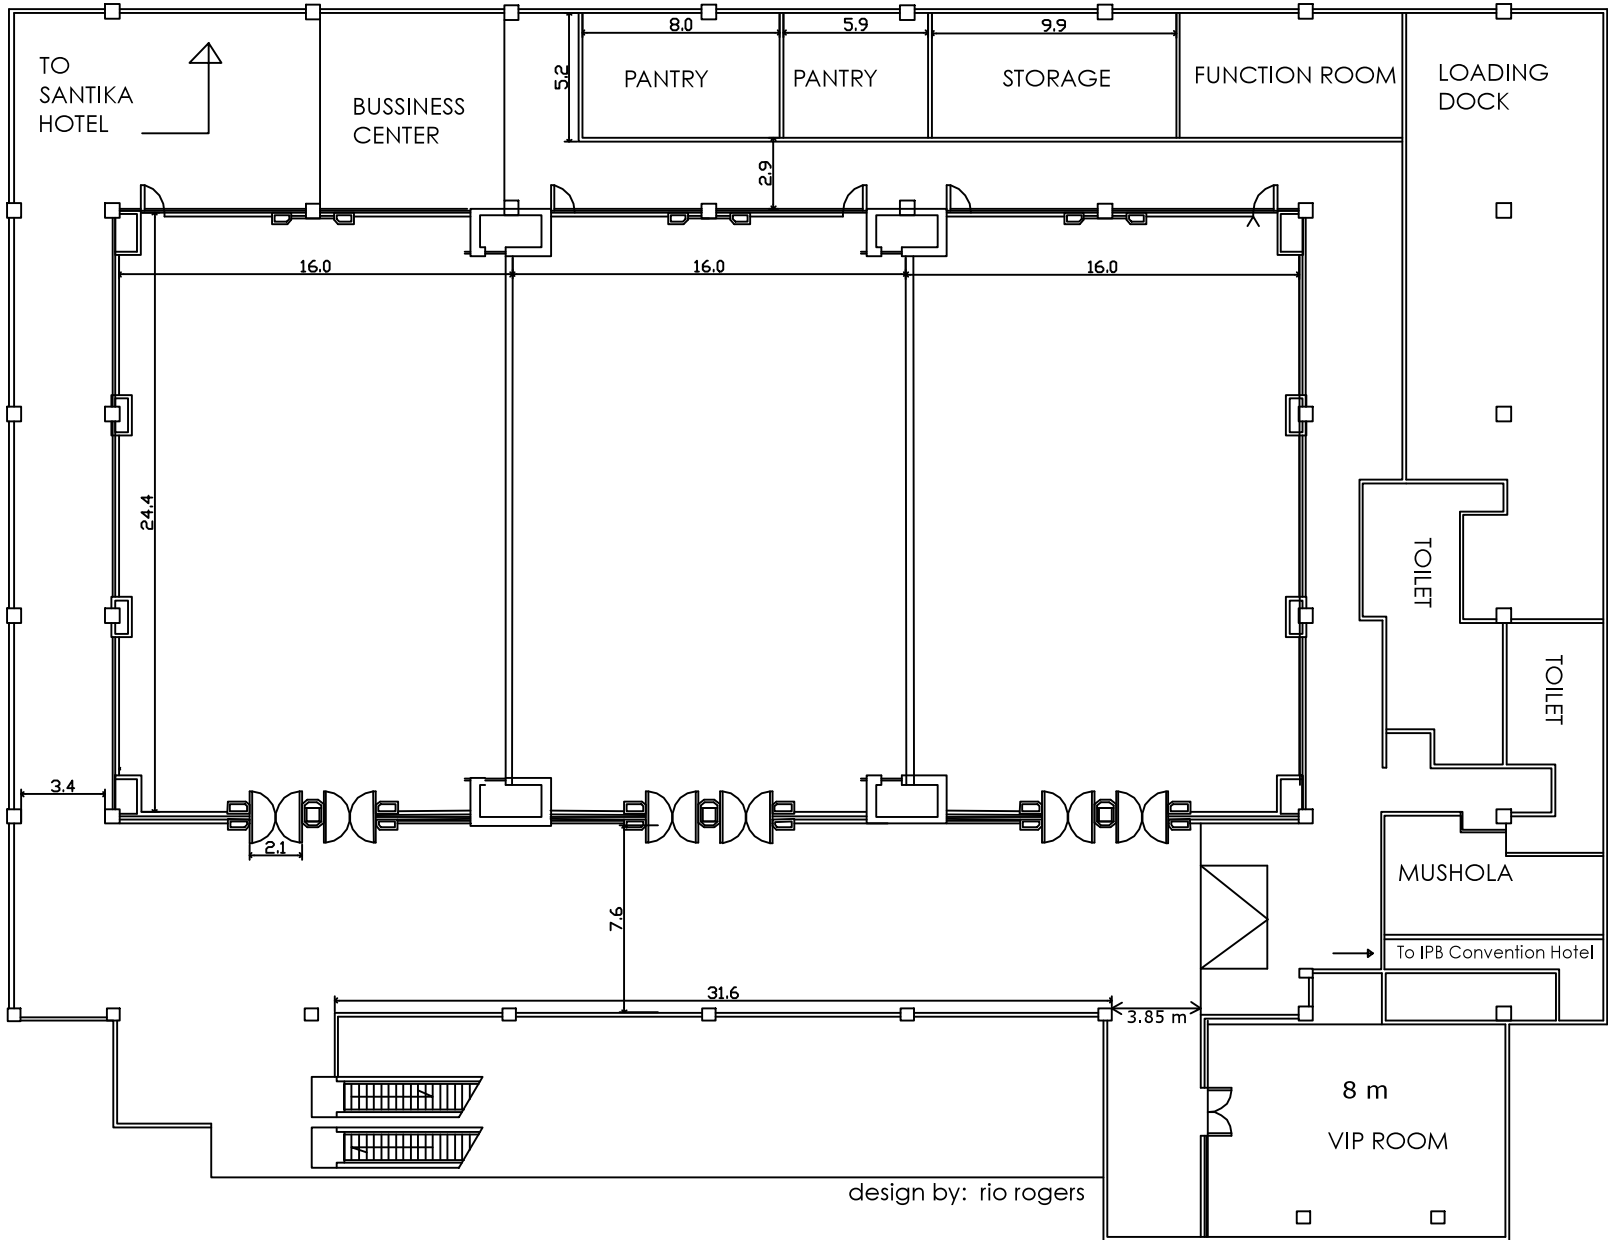 8.0
5.9
9.9
TO
SANTIKA
HOTEL
BUSSINESS
CENTER
5.2
PANTRY
PANTRY
STORAGE
FUNCTION ROOM
LOADING
DOCK
2.9
16.0
16.0
16.0
24.4
TOILET
TOILET
3.4
2.1
7.6
MUSHOLA
To IPB Convention Hotel
31.6
3.85 m
8 m
VIP ROOM
design by: rio rogers